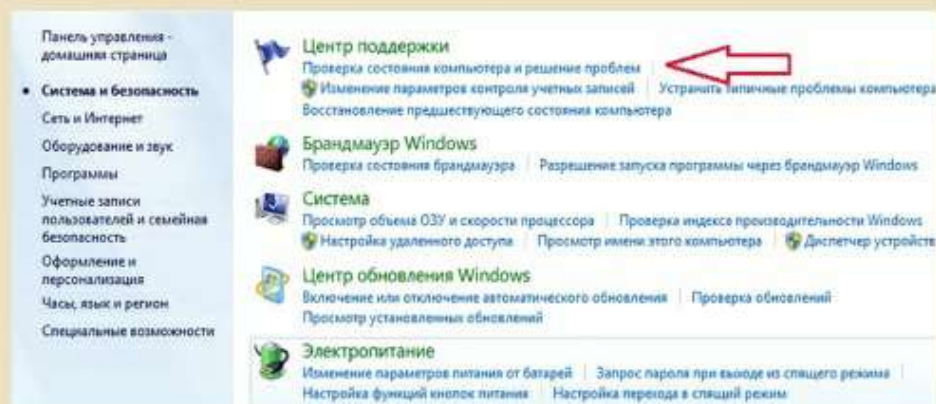 Панель управления -
домашняя страница
Система и безопасность
Сеть и Интернет
Оборудование и звук
Программы
Учетные записи
пользователей и семейная
безопасность
Оформление и
персонализация
Часы, язык и регион
Специальные возможности
Центр поддержки
Проверка состояния компьютера и решение проблем
Изменение параметров контроля учетных записей Устранить типичные проблемы компьютера
Восстановление предшествующего состояния компьютера
Брандмауэр Windows
Проверка состояния брандмауэра Разрешение запуска программы через брандмауэр Windows
Система
Просмотр объема ОЗУ и скорости процессора Проверка индекса производительности Windows
Настройка удаленного доступа Просмотр имени этого компьютера Диспетчер устройств
Центр обновления Windows
Включение или отключение автоматического обновления Проверка обновлений
Просмотр установленных обновлений
Электропитание
Изменение параметров питания от батарей Запрос пароля при выходе из спящего режима
Настройка функций кнопок питания Настройка перехода в спящий режим